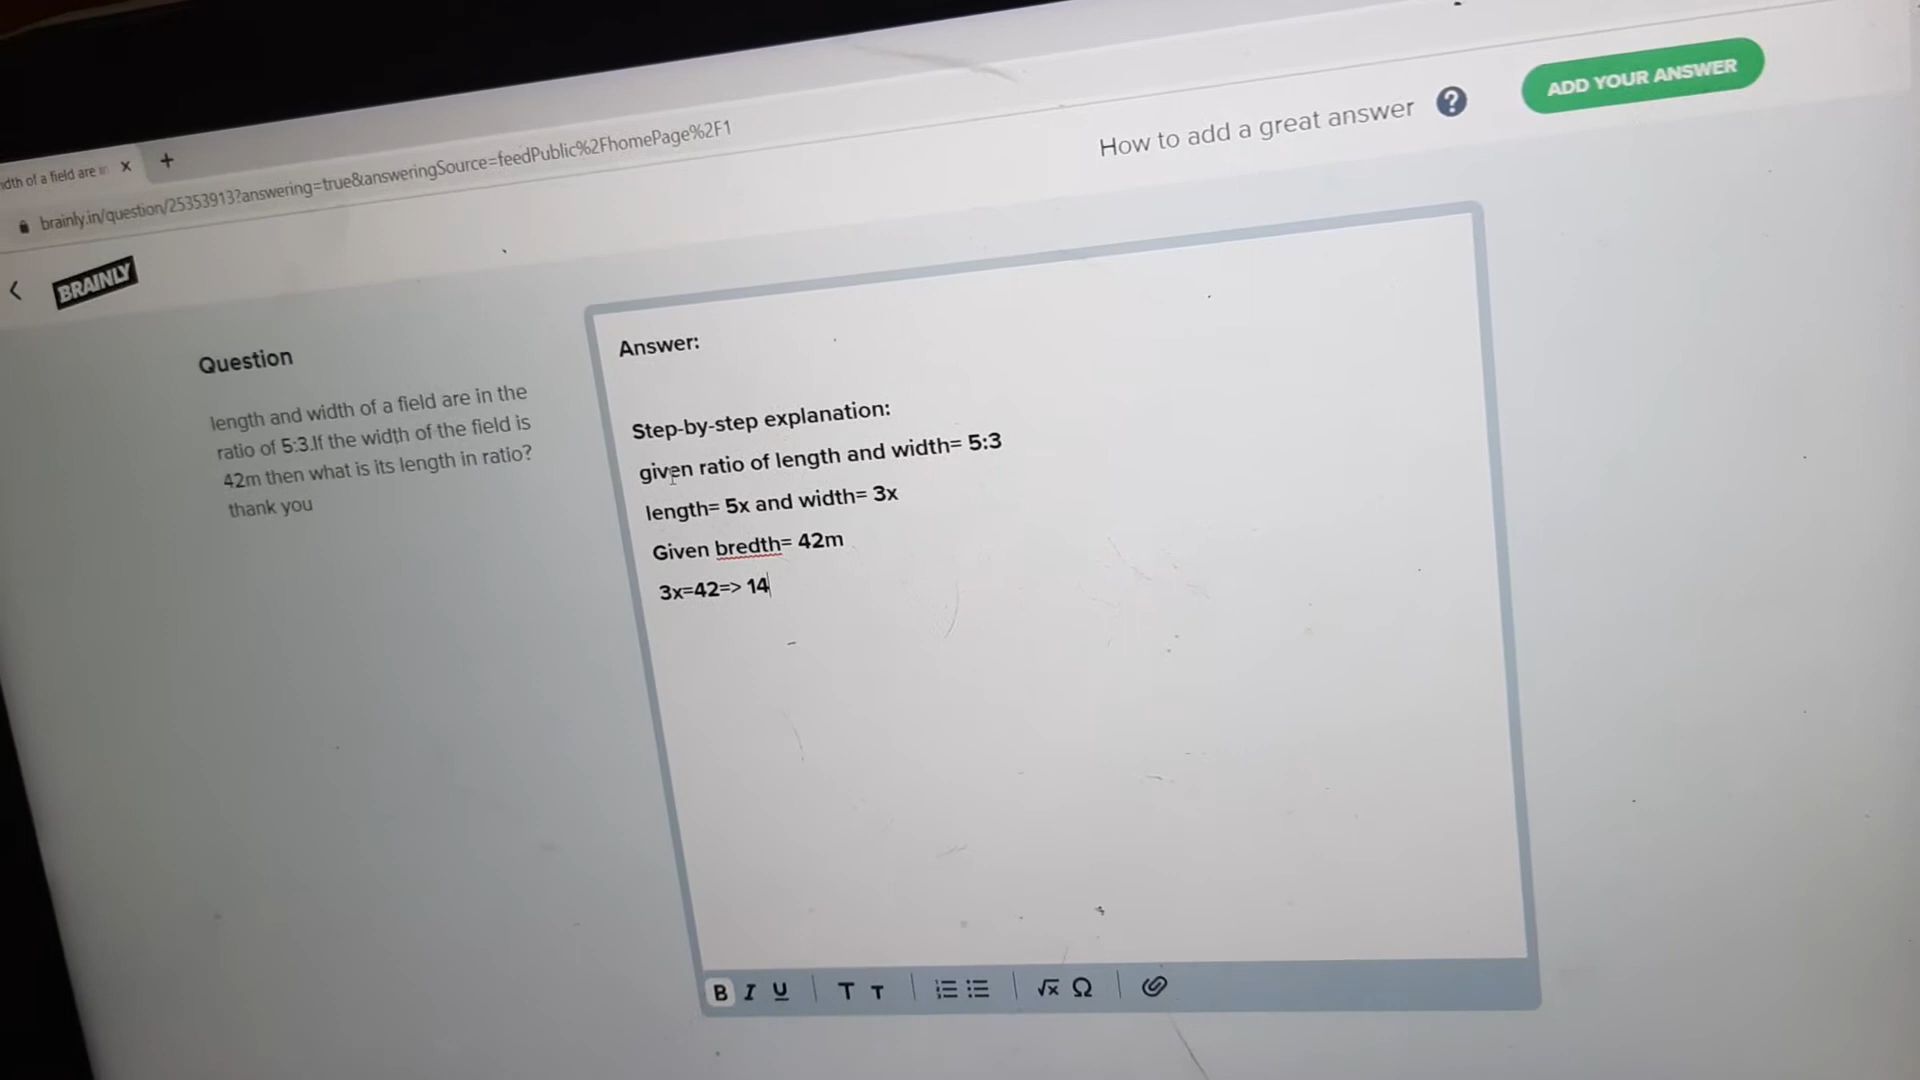 dth of a field are in
brainly.in/question/25353913?answering=true&answeringSource=feedPublic%2FhomePage%2F1
BRAINLY
How to add a great answer ?
ADD YOUR ANSWER
Question
length and width of a field are in the
ratio of 5:3.If the width of the field is
42m then what is its length in ratio?
thank you
Answer:
Step-by-step explanation:
given ratio of length and width= 5:3
length= 5x and width= 3x
Given bredth= 42m
3x=42=> 14
B I U T T √x Ω